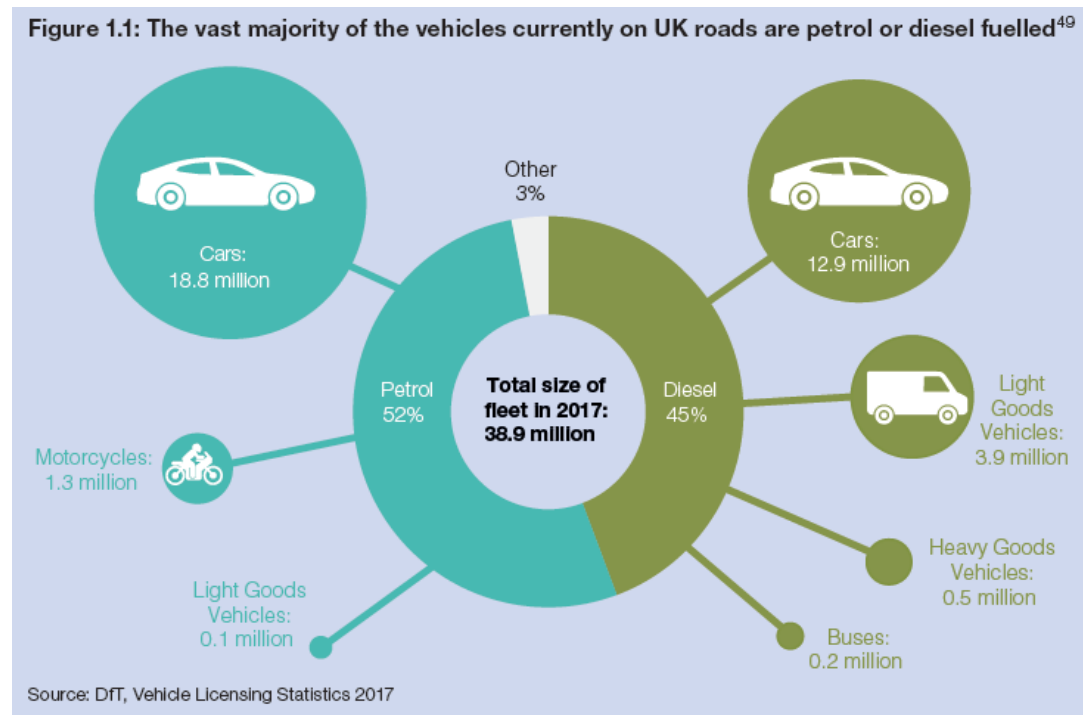 Figure 1.1: The vast majority of the vehicles currently on UK roads are petrol or diesel fuelled49
Cars:
18.8 million
Other
3%
Cars:
12.9 million
Petrol
52%
Total size of
fleet in 2017:
38.9 million
Diesel
45%
Light
Goods
Vehicles:
3.9 million
Motorcycles:
1.3 million
Heavy Goods
Vehicles:
0.5 million
Light Goods
Vehicles:
0.1 million
Buses:
0.2 million
Source: DfT, Vehicle Licensing Statistics 2017